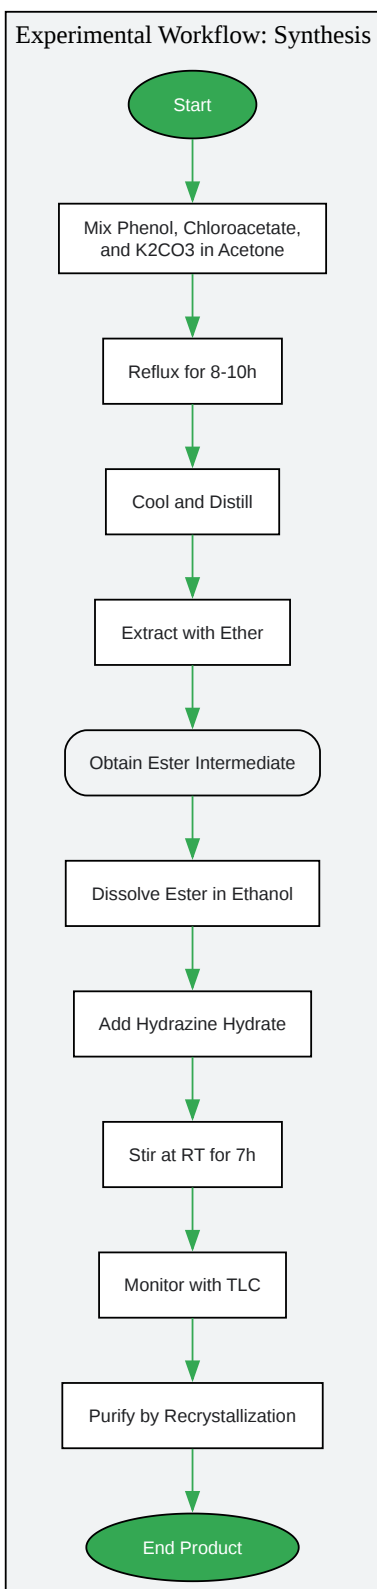 Experimental Workflow: Synthesis
Start
Mix Phenol, Chloroacetate,
and K2CO3 in Acetone
Reflux for 8-10h
Cool and Distill
Extract with Ether
Obtain Ester Intermediate
Dissolve Ester in Ethanol
Add Hydrazine Hydrate
Stir at RT for 7h
Monitor with TLC
Purify by Recrystallization
End Product